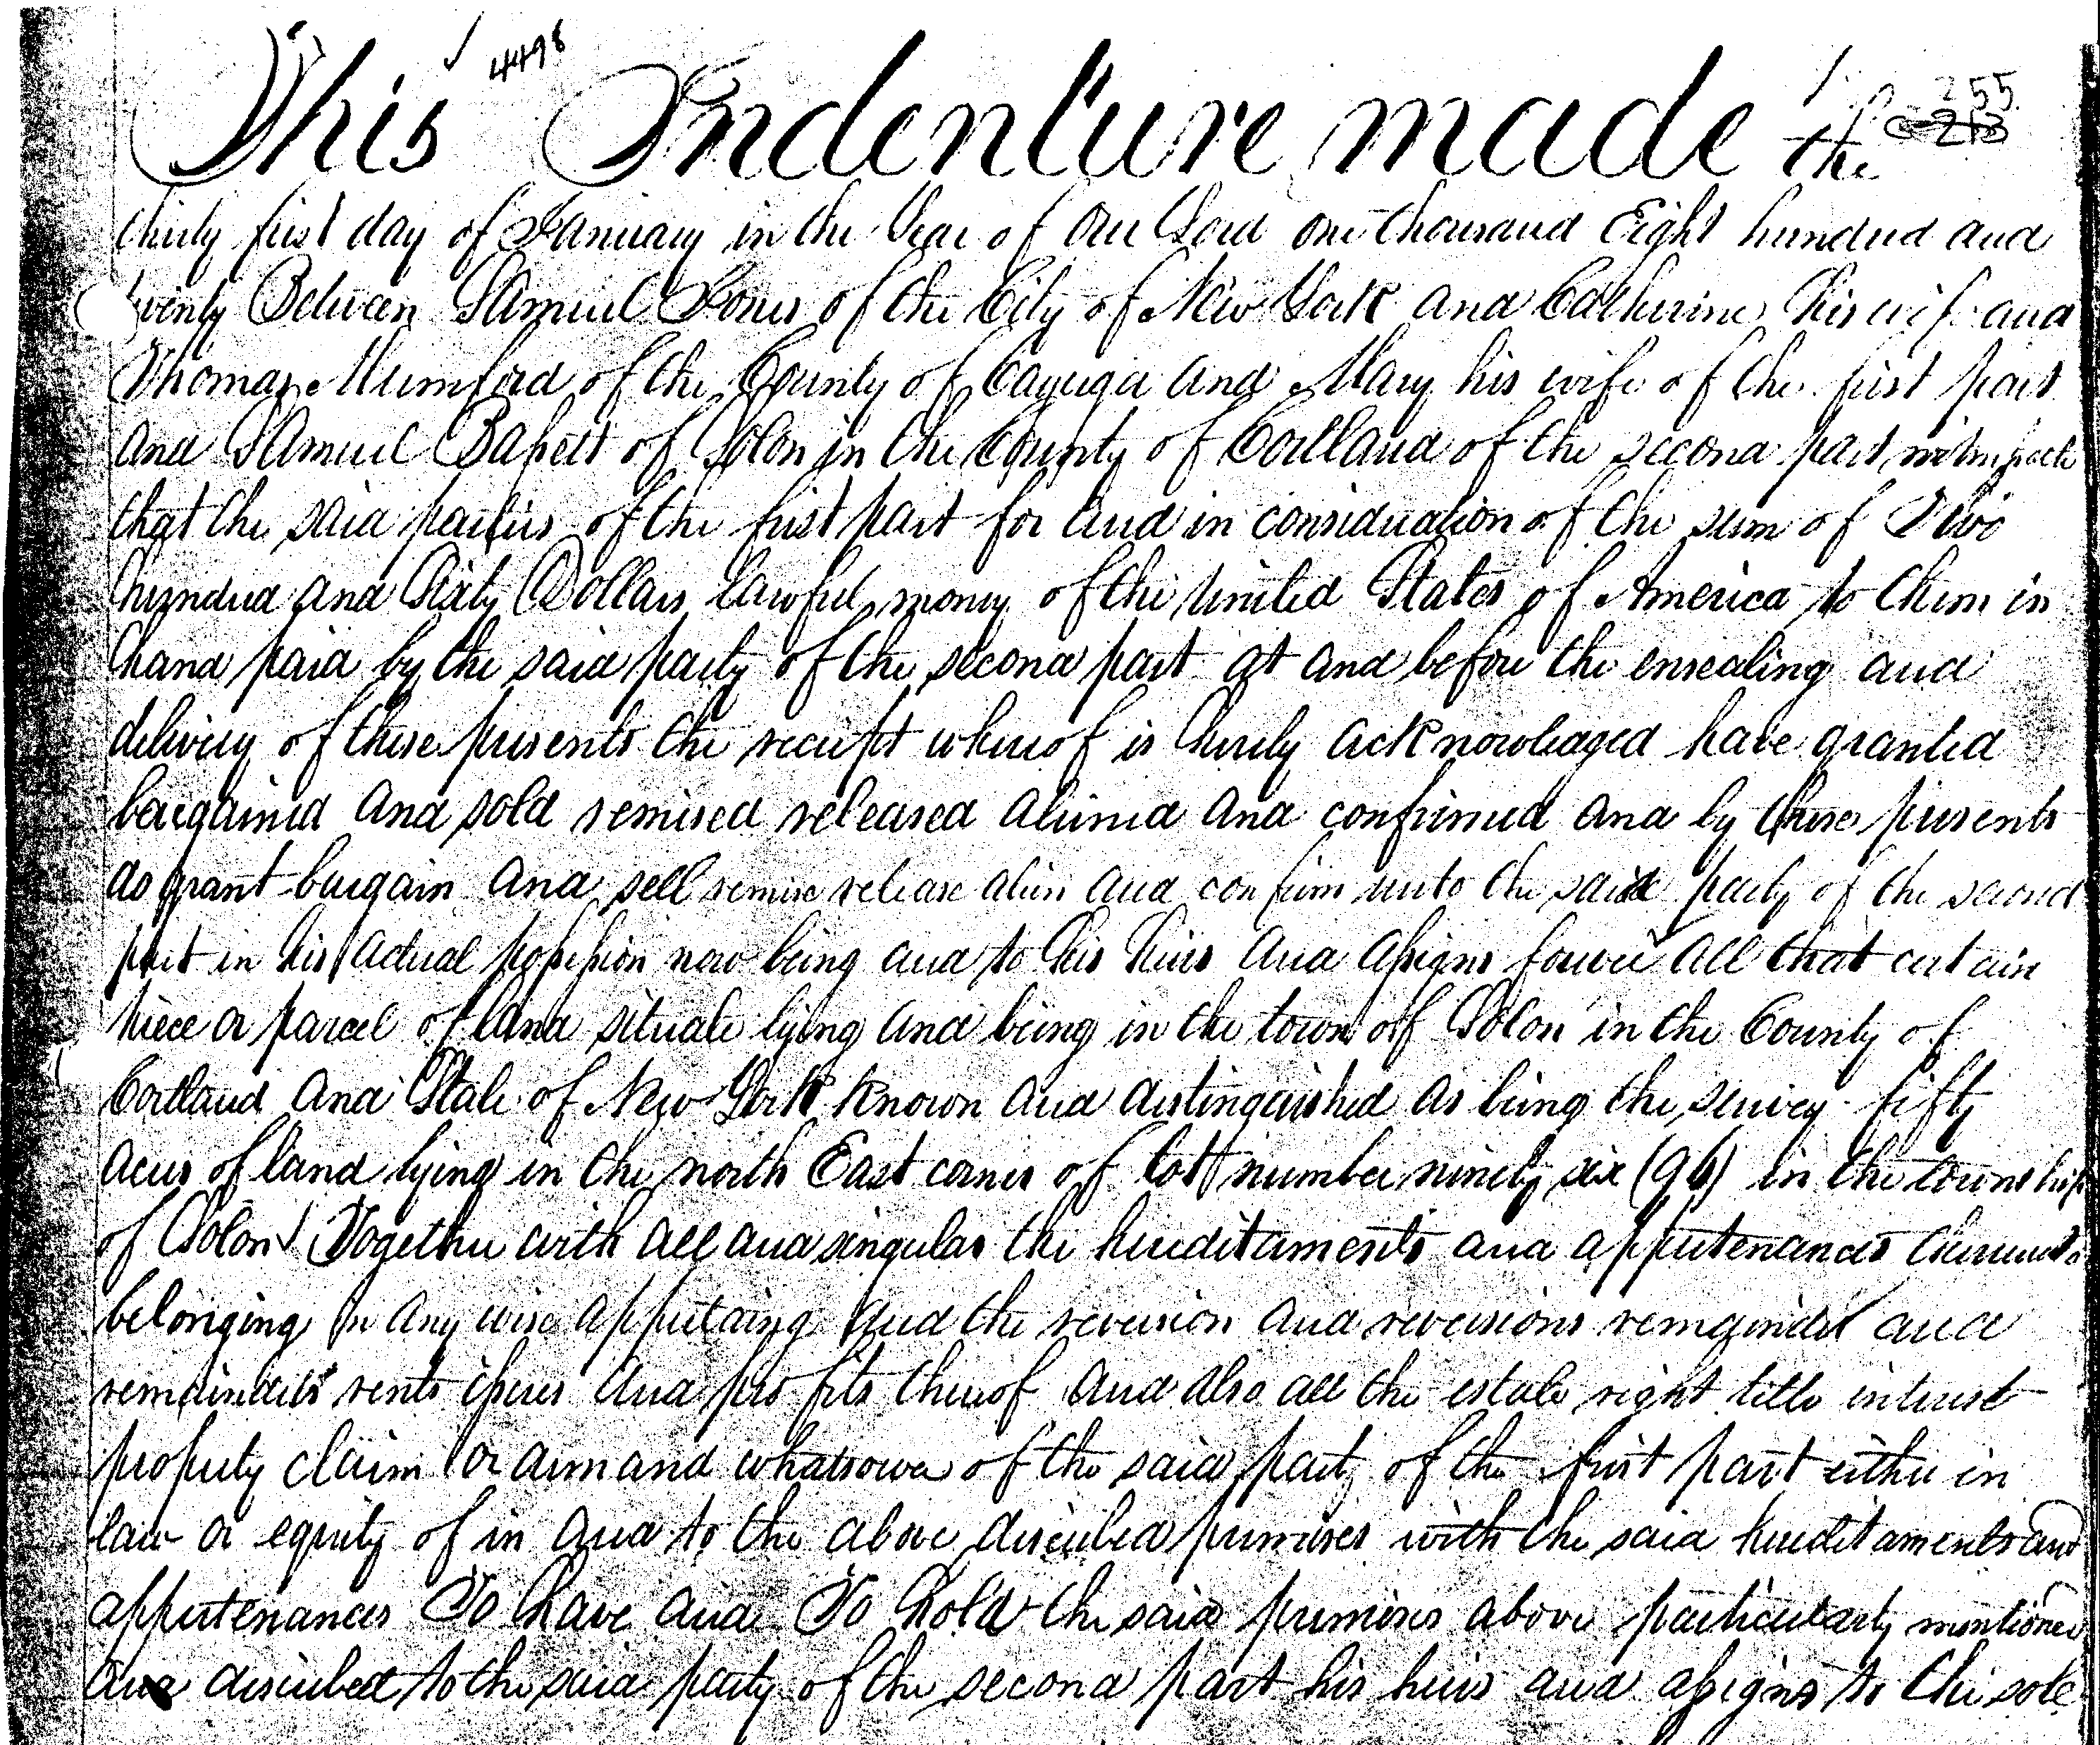 4498
255
213
This Indenture made the
thirty first day of January in the Year of Our Lord one thousand Eight hundred and
twenty Between Samuel Jones of the City of New York and Catherine his wife and
Thomas Mumford of the County of Cayuga and Mary his wife of the first part
and Samuel of Solon in the County of Cortland of the second part witnesseth
that the said parties of the first part for and in consideration of the sum of Two
hundred and Sixty Dollars lawful money of the United States of America to them in
hand paid by the said party of the second part at and before the ensealing and
delivery of these presents the receipt whereof is hereby acknowledged have granted
bargained and sold remised released aliened and confirmed and by these presents
do grant bargain and sell remise release alien and confirm unto the said party of the second
part in his actual possession now being and to his heirs and assigns forever all that certain
piece or parcel of land situate lying and being in the town off Solon in the County of
Cortland and State of New York known and distinguished as being the survey fifty
acres of land lying in the north East corner of lot number ninety six (96) in the township
of Solon Together with all and singular the hereditaments and appurtenances thereunto
belonging in any wise appertaing and the reversion and reversions remainder and
remainders rents issues and profits thereof and also all the estate right title interest
property claim or demand whatsoever of the said party of the first part either in
law or equity of in and to the above described premises with the said hereditaments and
appurtenances To have and To hold the said premises above particularly mentioned
and described to the said party of the second part his heirs and assigns to the sole